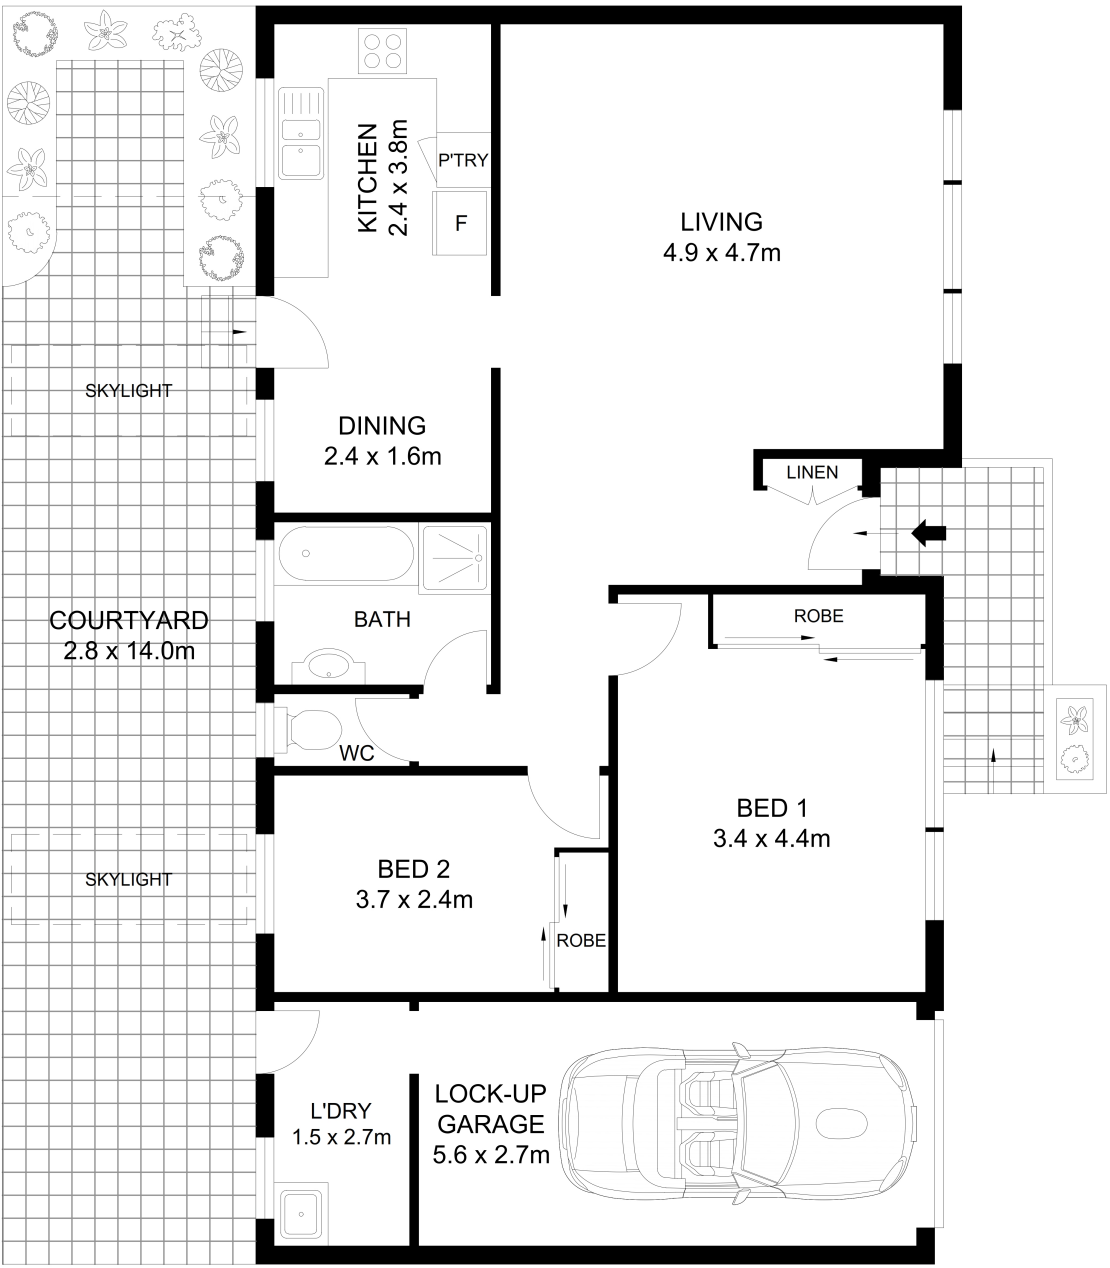 KITCHEN
2.4 x 3.8m
P'TRY
F
LIVING
4.9 x 4.7m
SKYLIGHT
DINING
2.4 x 1.6m
LINEN
COURTYARD
2.8 x 14.0m
BATH
ROBE
WC
BED 1
3.4 x 4.4m
BED 2
3.7 x 2.4m
SKYLIGHT
ROBE
L'DRY
1.5 x 2.7m
LOCK-UP
GARAGE
5.6 x 2.7m